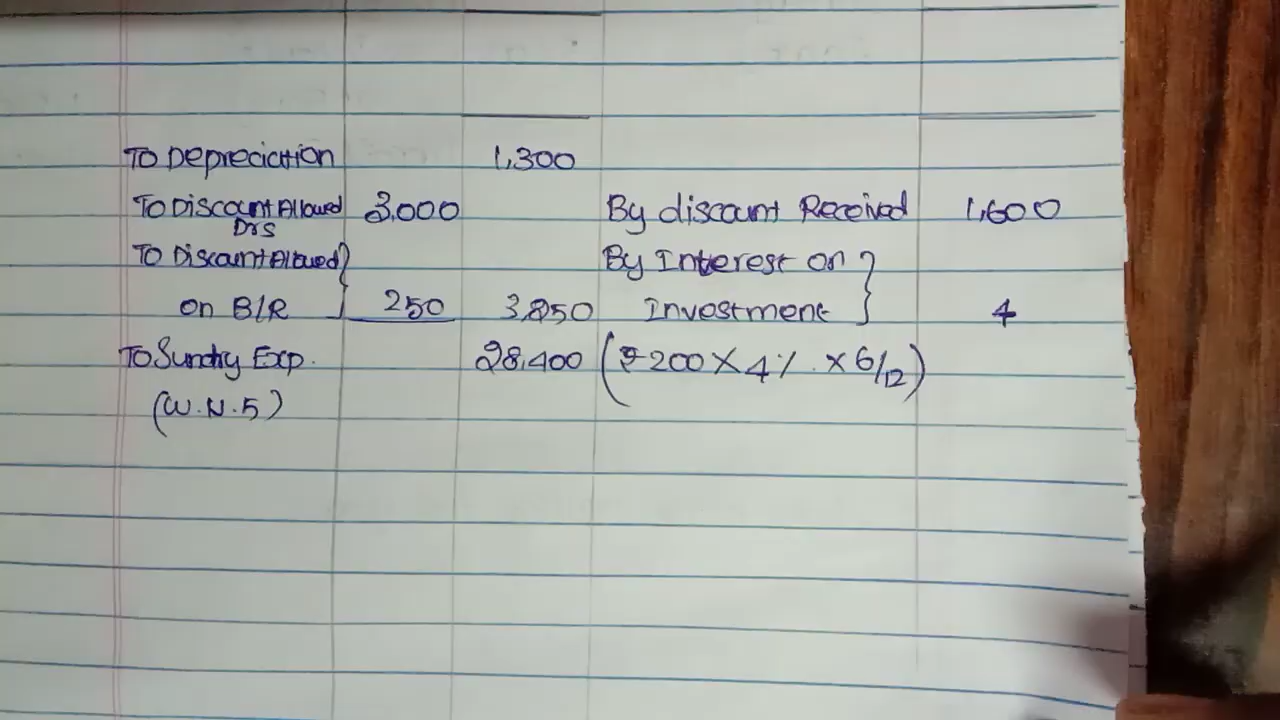 To Depreciation 1,300
To Discount Allowed 3,000 By discount Received 1,600
Drs
To Discount Allowed } By Interest on }
on B/R 250 3,250 Investment 4
To Sundry Exp. 28,400 (₹200 X 4% X 6/12)
(W.N.5)